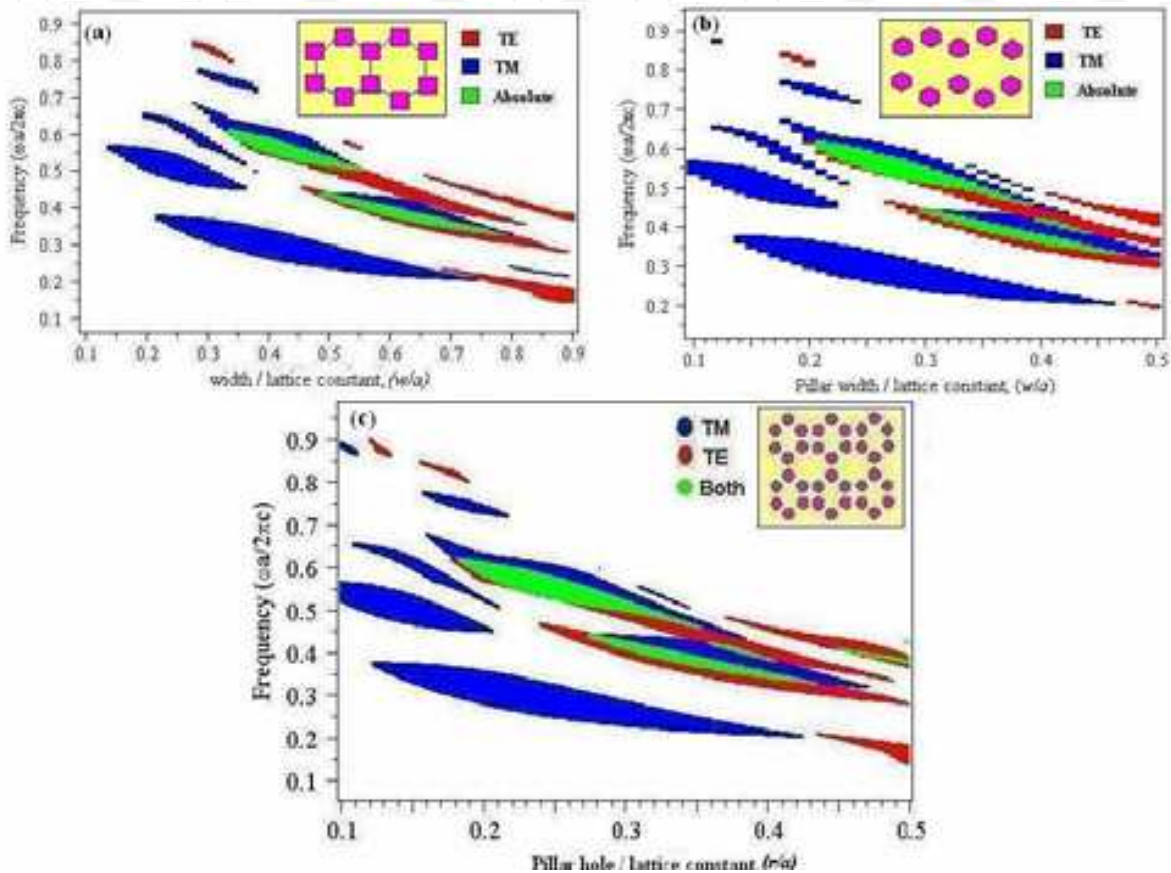 (a)
TE
TM
Absolute
Frequency (ωa/2πc)
0.9
0.8
0.7
0.6
0.5
0.4
0.3
0.2
0.1
0.1 0.2 0.3 0.4 0.5 0.6 0.7 0.8 0.9
width / lattice constant, (w/a)
(b)
TE
TM
Absolute
Frequency (ωa/2πc)
0.9
0.8
0.7
0.6
0.5
0.4
0.3
0.2
0.1 0.2 0.3 0.4 0.5
Pillar width / lattice constant, (w/a)
(c)
TM
TE
Both
Frequency (ωa/2πc)
0.9
0.8
0.7
0.6
0.5
0.4
0.3
0.2
0.1
0.1 0.2 0.3 0.4 0.5
Pillar hole / lattice constant (r/a)